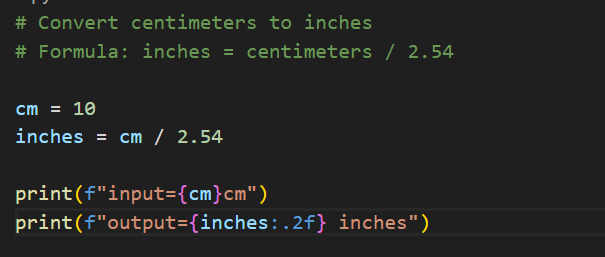 # Convert centimeters to inches
# Formula: inches = centimeters / 2.54
cm = 10
inches = cm / 2.54
print(f"input={cm}cm")
print(f"output={inches:.2f} inches")